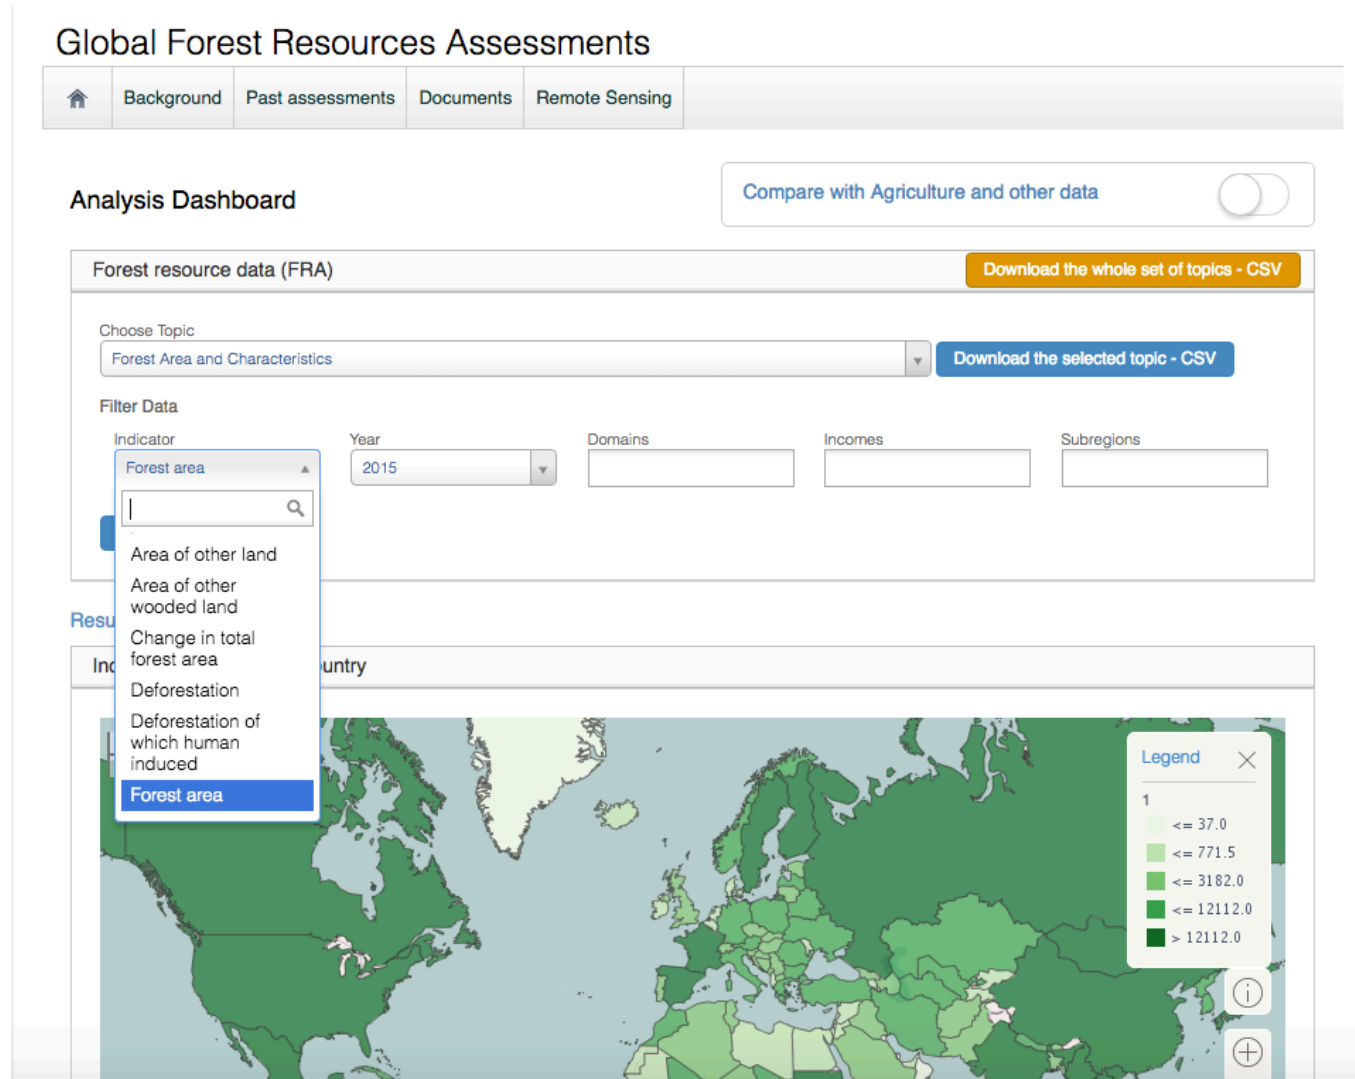 Global Forest Resources Assessments
Background Past assessments Documents Remote Sensing
Analysis Dashboard
Compare with Agriculture and other data
Forest resource data (FRA)
Download the whole set of topics - CSV
Choose Topic
Forest Area and Characteristics
Download the selected topic - CSV
Filter Data
Indicator Year Domains Incomes Subregions
Forest area 2015
Area of other land
Area of other
wooded land
Change in total
forest area
Deforestation
Deforestation of
which human
induced
Forest area
Legend
1
<= 37.0
<= 771.5
<= 3182.0
<= 12112.0
> 12112.0